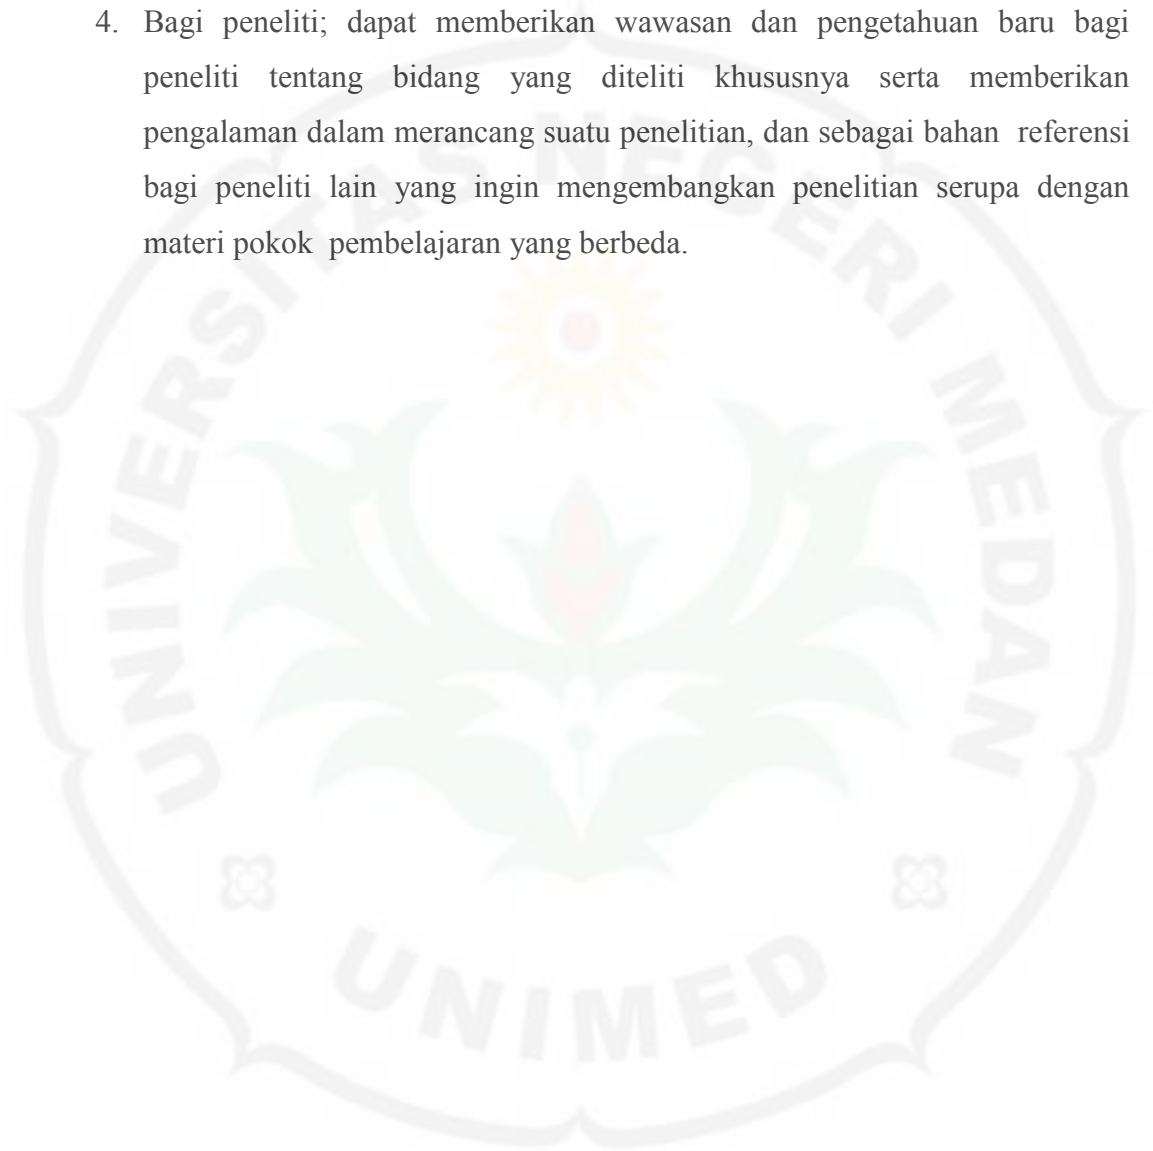 4. Bagi peneliti; dapat memberikan wawasan dan pengetahuan baru bagi
peneliti tentang bidang yang diteliti khususnya serta memberikan
pengalaman dalam merancang suatu penelitian, dan sebagai bahan referensi
bagi peneliti lain yang ingin mengembangkan penelitian serupa dengan
materi pokok pembelajaran yang berbeda.
UNIVERSITAS NEGERI MEDAN
UNIMED